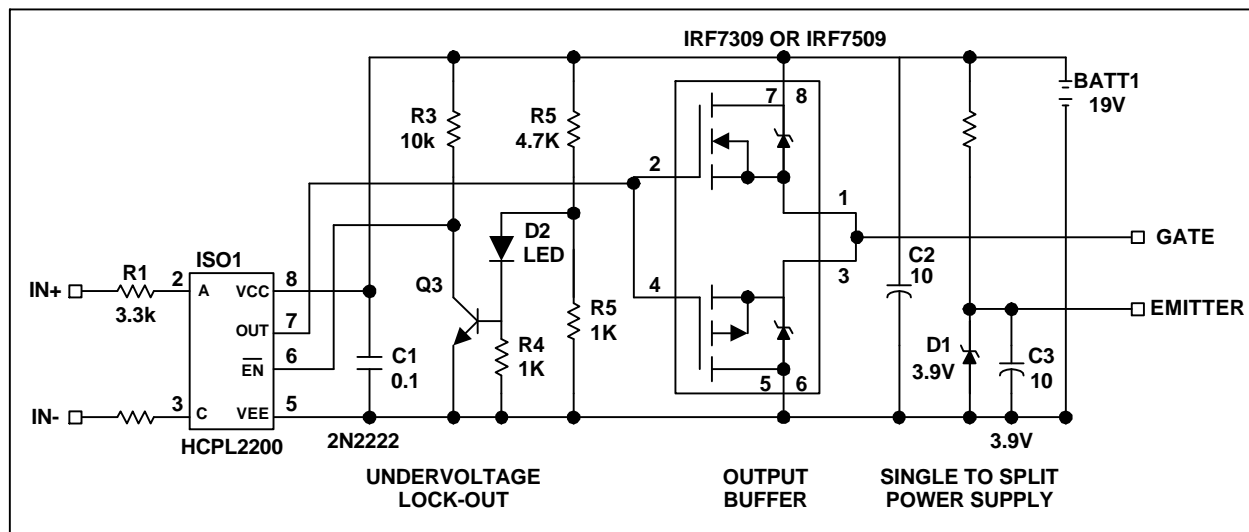 IRF7309 OR IRF7509
BATT1
19V
7 8
R3
10k
R5
4.7K
2
1
ISO1
D2
LED
GATE
R1
3.3k
IN+
2
A
VCC
8
Q3
4
3
C2
10
EMITTER
OUT
7
EN
6
C1
0.1
R4
1K
R5
1K
D1
3.9V
C3
10
IN-
3
C
VEE
5
5 6
HCPL2200
2N2222
3.9V
UNDERVOLTAGE
LOCK-OUT
OUTPUT
BUFFER
SINGLE TO SPLIT
POWER SUPPLY